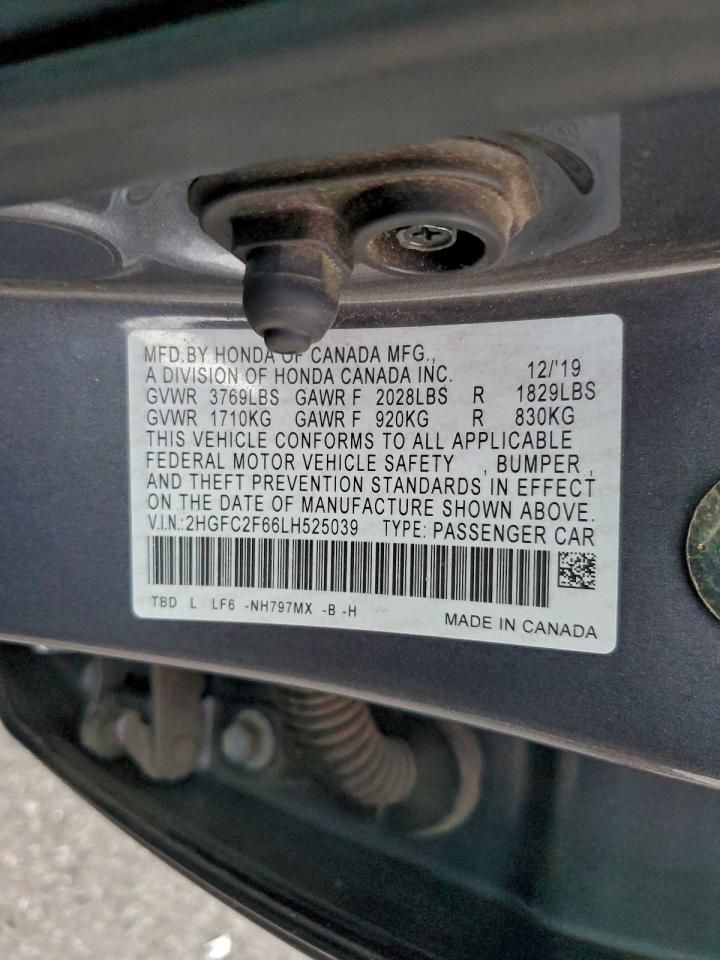 MFD.BY HONDA OF CANADA MFG.,
A DIVISION OF HONDA CANADA INC. 12/'19
GVWR 3769LBS GAWR F 2028LBS R 1829LBS
GVWR 1710KG GAWR F 920KG R 830KG
THIS VEHICLE CONFORMS TO ALL APPLICABLE
FEDERAL MOTOR VEHICLE SAFETY , BUMPER ,
AND THEFT PREVENTION STANDARDS IN EFFECT
ON THE DATE OF MANUFACTURE SHOWN ABOVE.
V.I.N.:2HGFC2F66LH525039 TYPE: PASSENGER CAR
TBD L LF6 -NH797MX -B -H
MADE IN CANADA